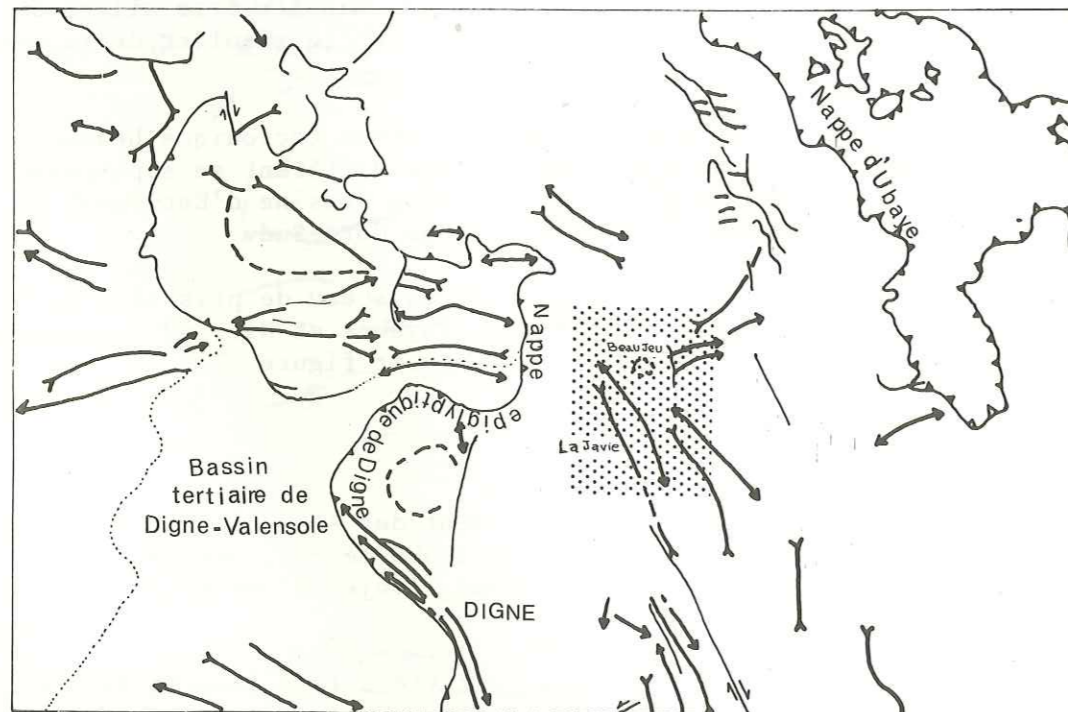 Nappe d'Ubaye
Nappe
épiglyptique de Digne
Beaujeu
La Javie
Bassin
tertiaire de
Digne-Valensole
DIGNE